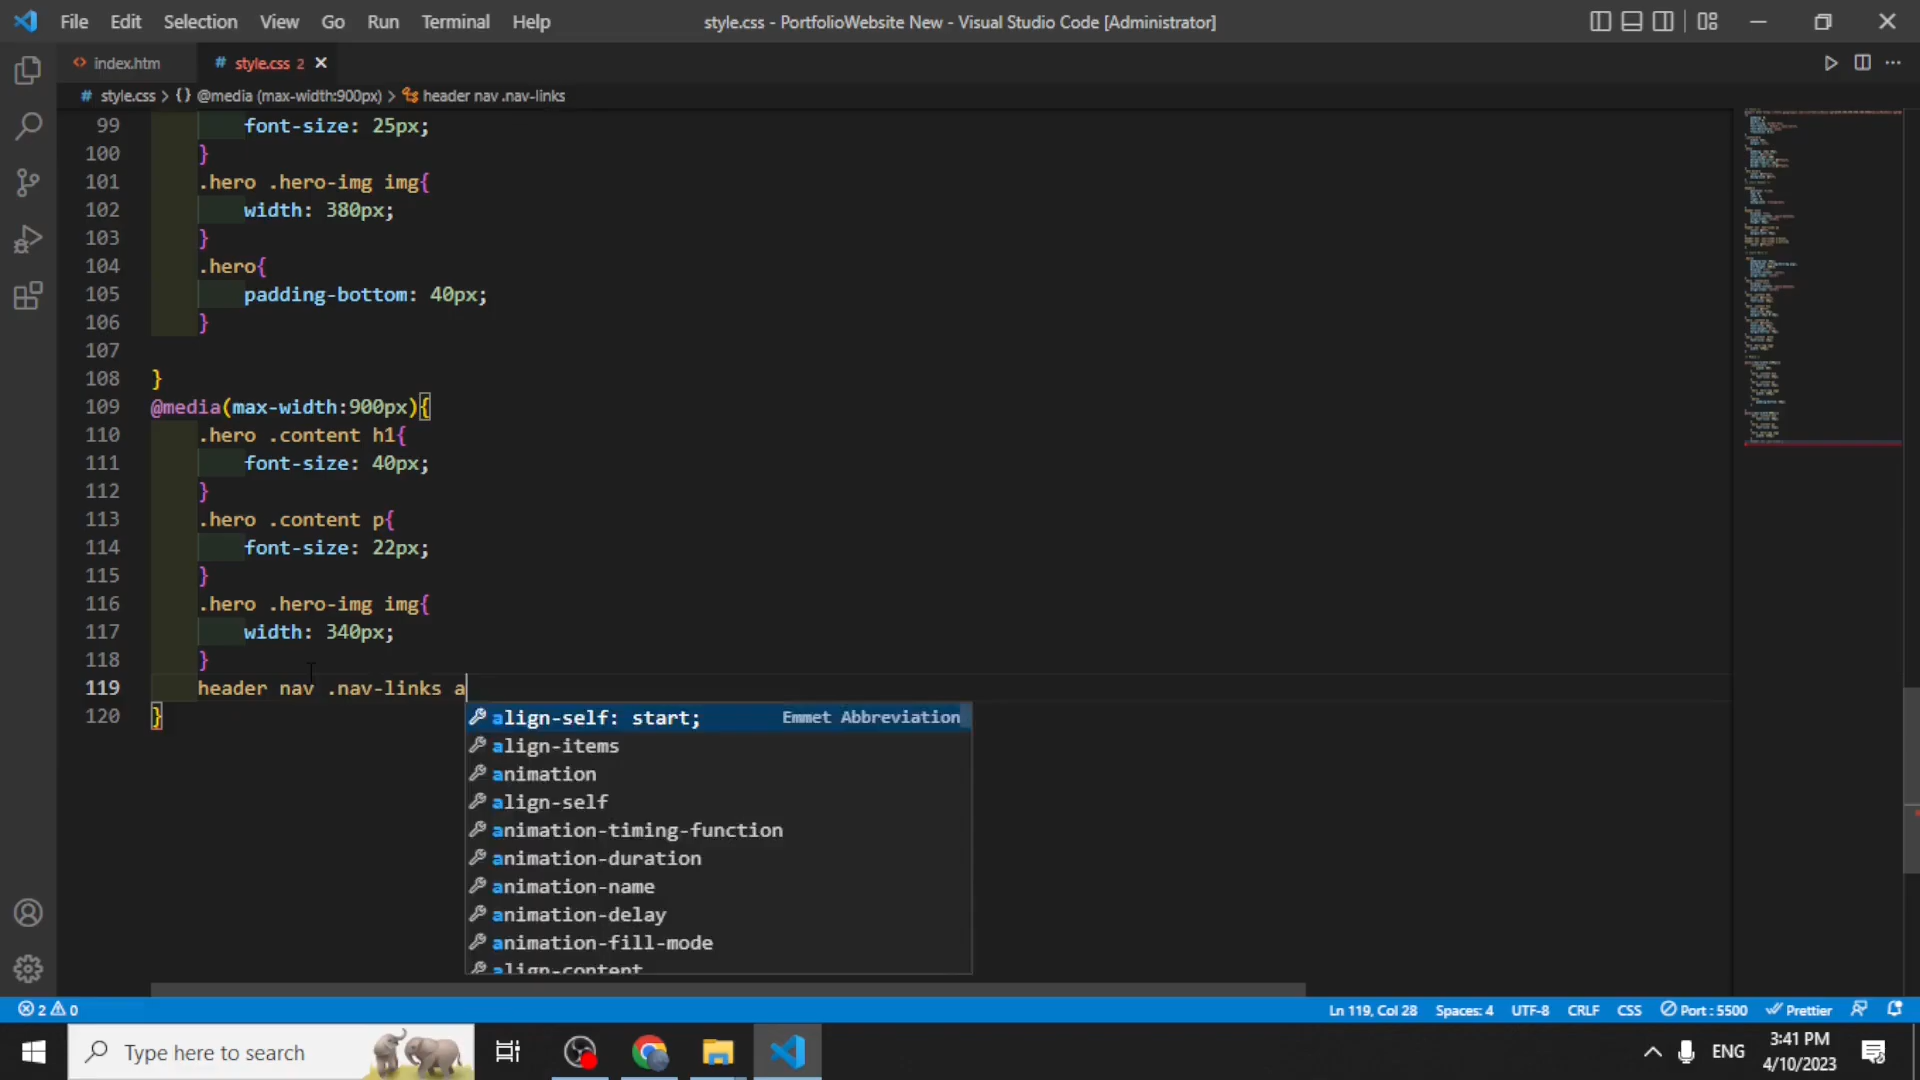 File Edit Selection View Go Run Terminal Help
style.css - PortfolioWebsite New - Visual Studio Code [Administrator]
<> index.htm # style.css 2
# style.css > {} @media (max-width:900px) > header nav .nav-links
99 font-size: 25px;
100 }
101 .hero .hero-img img{
102 width: 380px;
103 }
104 .hero{
105 padding-bottom: 40px;
106 }
107
108 }
109 @media(max-width:900px){
110 .hero .content h1{
111 font-size: 40px;
112 }
113 .hero .content p{
114 font-size: 22px;
115 }
116 .hero .hero-img img{
117 width: 340px;
118 }
119 header nav .nav-links a
120 }
align-self: start; Emmet Abbreviation
align-items
animation
align-self
animation-timing-function
animation-duration
animation-name
animation-delay
animation-fill-mode
align-content
2 0 Ln 119, Col 28 Spaces: 4 UTF-8 CRLF CSS Port : 5500 Prettier
Type here to search
ENG
3:41 PM
4/10/2023